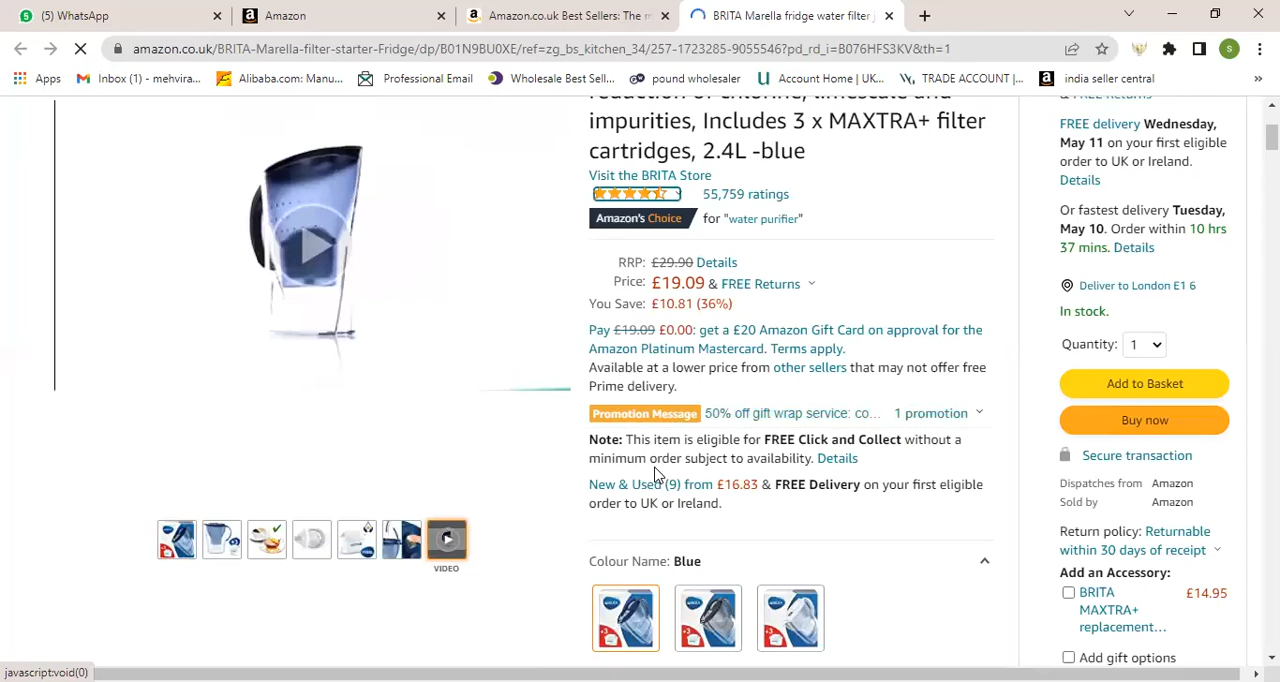 (5) WhatsApp
Amazon
Amazon.co.uk Best Sellers: The m
BRITA Marella fridge water filter j
amazon.co.uk/BRITA-Marella-filter-starter-Fridge/dp/B01N9BU0XE/ref=zg_bs_kitchen_34/257-1723285-9055546?pd_rd_i=B076HFS3KV&th=1
Apps
Inbox (1) - mehvira...
Alibaba.com: Manu...
Professional Email
Wholesale Best Sell...
pound wholesaler
Account Home | UK...
TRADE ACCOUNT |...
india seller central
»
reduction of chlorine, limescale and
impurities, Includes 3 x MAXTRA+ filter
cartridges, 2.4L -blue
Visit the BRITA Store
55,759 ratings
Amazon's Choice for "water purifier"
RRP: £29.90 Details
Price: £19.09 & FREE Returns
You Save: £10.81 (36%)
Pay £19.09 £0.00: get a £20 Amazon Gift Card on approval for the
Amazon Platinum Mastercard. Terms apply.
Available at a lower price from other sellers that may not offer free
Prime delivery.
Promotion Message 50% off gift wrap service: co... 1 promotion
Note: This item is eligible for FREE Click and Collect without a
minimum order subject to availability. Details
New & Used (9) from £16.83 & FREE Delivery on your first eligible
order to UK or Ireland.
VIDEO
Colour Name: Blue
& FREE Returns
FREE delivery Wednesday,
May 11 on your first eligible
order to UK or Ireland.
Details
Or fastest delivery Tuesday,
May 10. Order within 10 hrs
37 mins. Details
Deliver to London E1 6
In stock.
Quantity: 1
Add to Basket
Buy now
Secure transaction
Dispatches from Amazon
Sold by Amazon
Return policy: Returnable
within 30 days of receipt
Add an Accessory:
BRITA £14.95
MAXTRA+
replacement...
Add gift options
javascript:void(0)